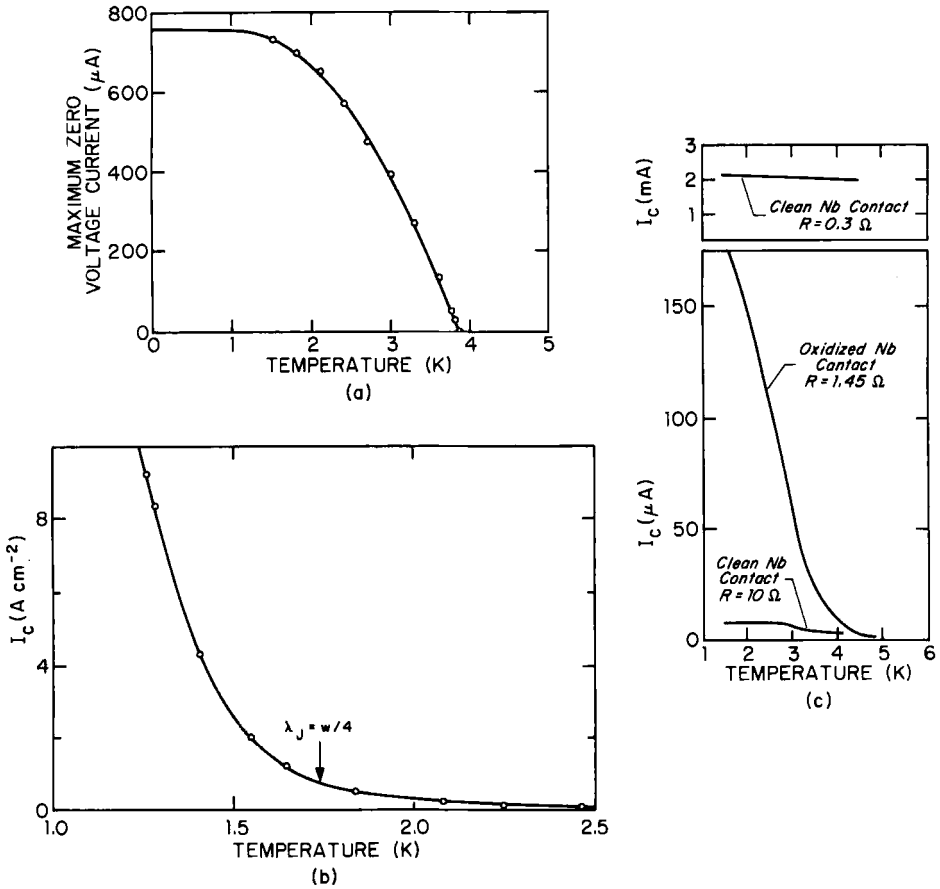 MAXIMUM ZERO
VOLTAGE CURRENT (μA)
800
600
400
200
0
0 1 2 3 4 5
TEMPERATURE (K)
(a)
I_C (A cm⁻²)
8
4
0
λ_J = w/4
1.0 1.5 2.0 2.5
TEMPERATURE (K)
(b)
I_C (mA)
3
2
1
Clean Nb Contact
R = 0.3 Ω
I_C (μA)
150
100
50
0
Oxidized Nb
Contact
R = 1.45 Ω
Clean Nb
Contact
R = 10 Ω
1 2 3 4 5 6
TEMPERATURE (K)
(c)